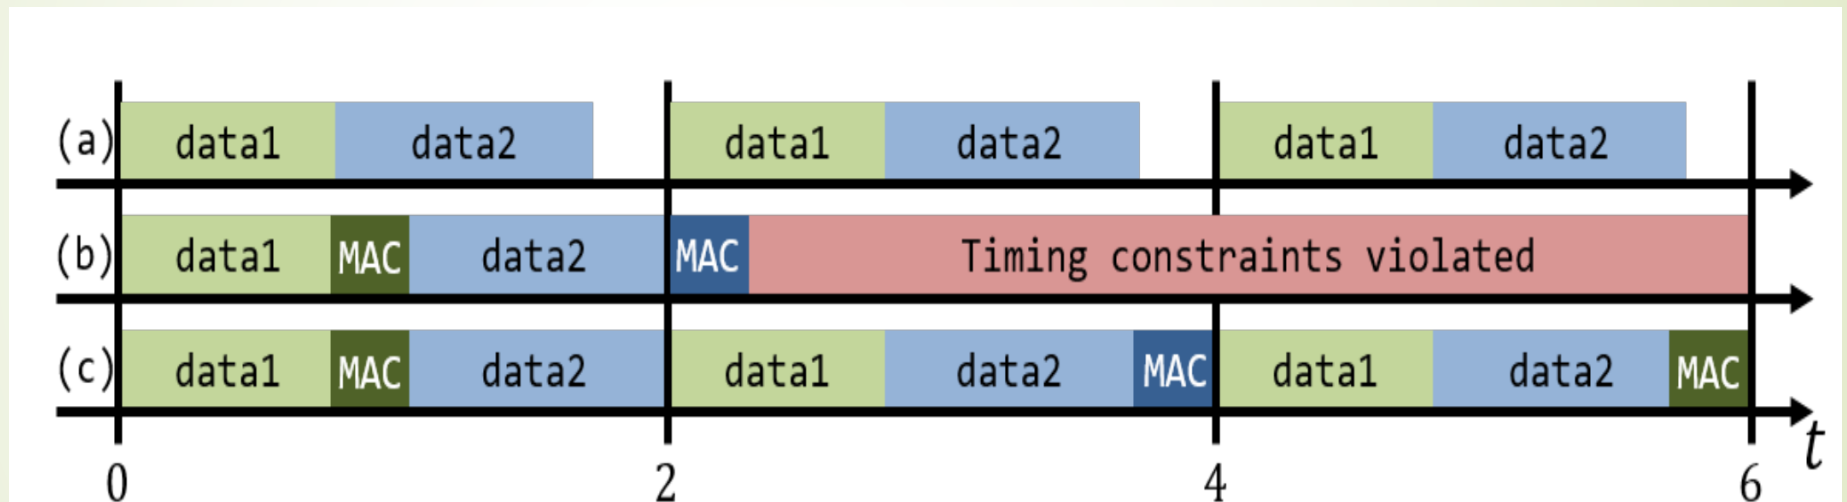 (a) data1 data2 data1 data2 data1 data2
(b) data1 MAC data2 MAC Timing constraints violated
(c) data1 MAC data2 data1 data2 MAC data1 data2 MAC
t
0 2 4 6